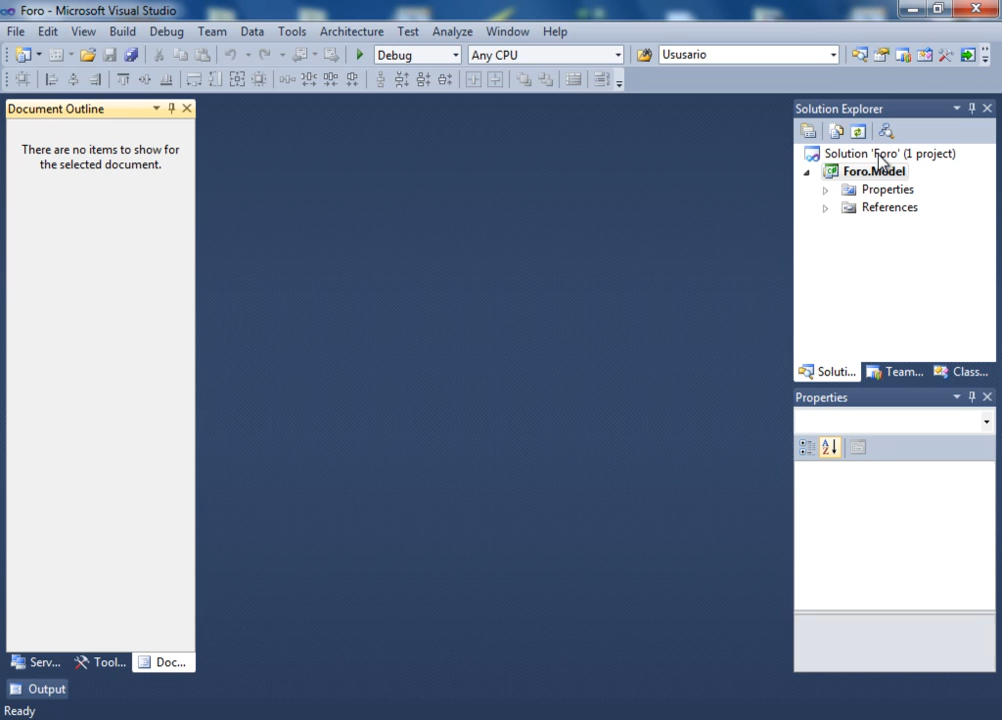 Foro - Microsoft Visual Studio
File Edit View Build Debug Team Data Tools Architecture Test Analyze Window Help
Debug Any CPU Ususario
Document Outline
There are no items to show for
the selected document.
Solution Explorer
Solution 'Foro' (1 project)
Foro.Model
Properties
References
Soluti... Team... Class...
Properties
Serv... Tool... Doc...
Output
Ready